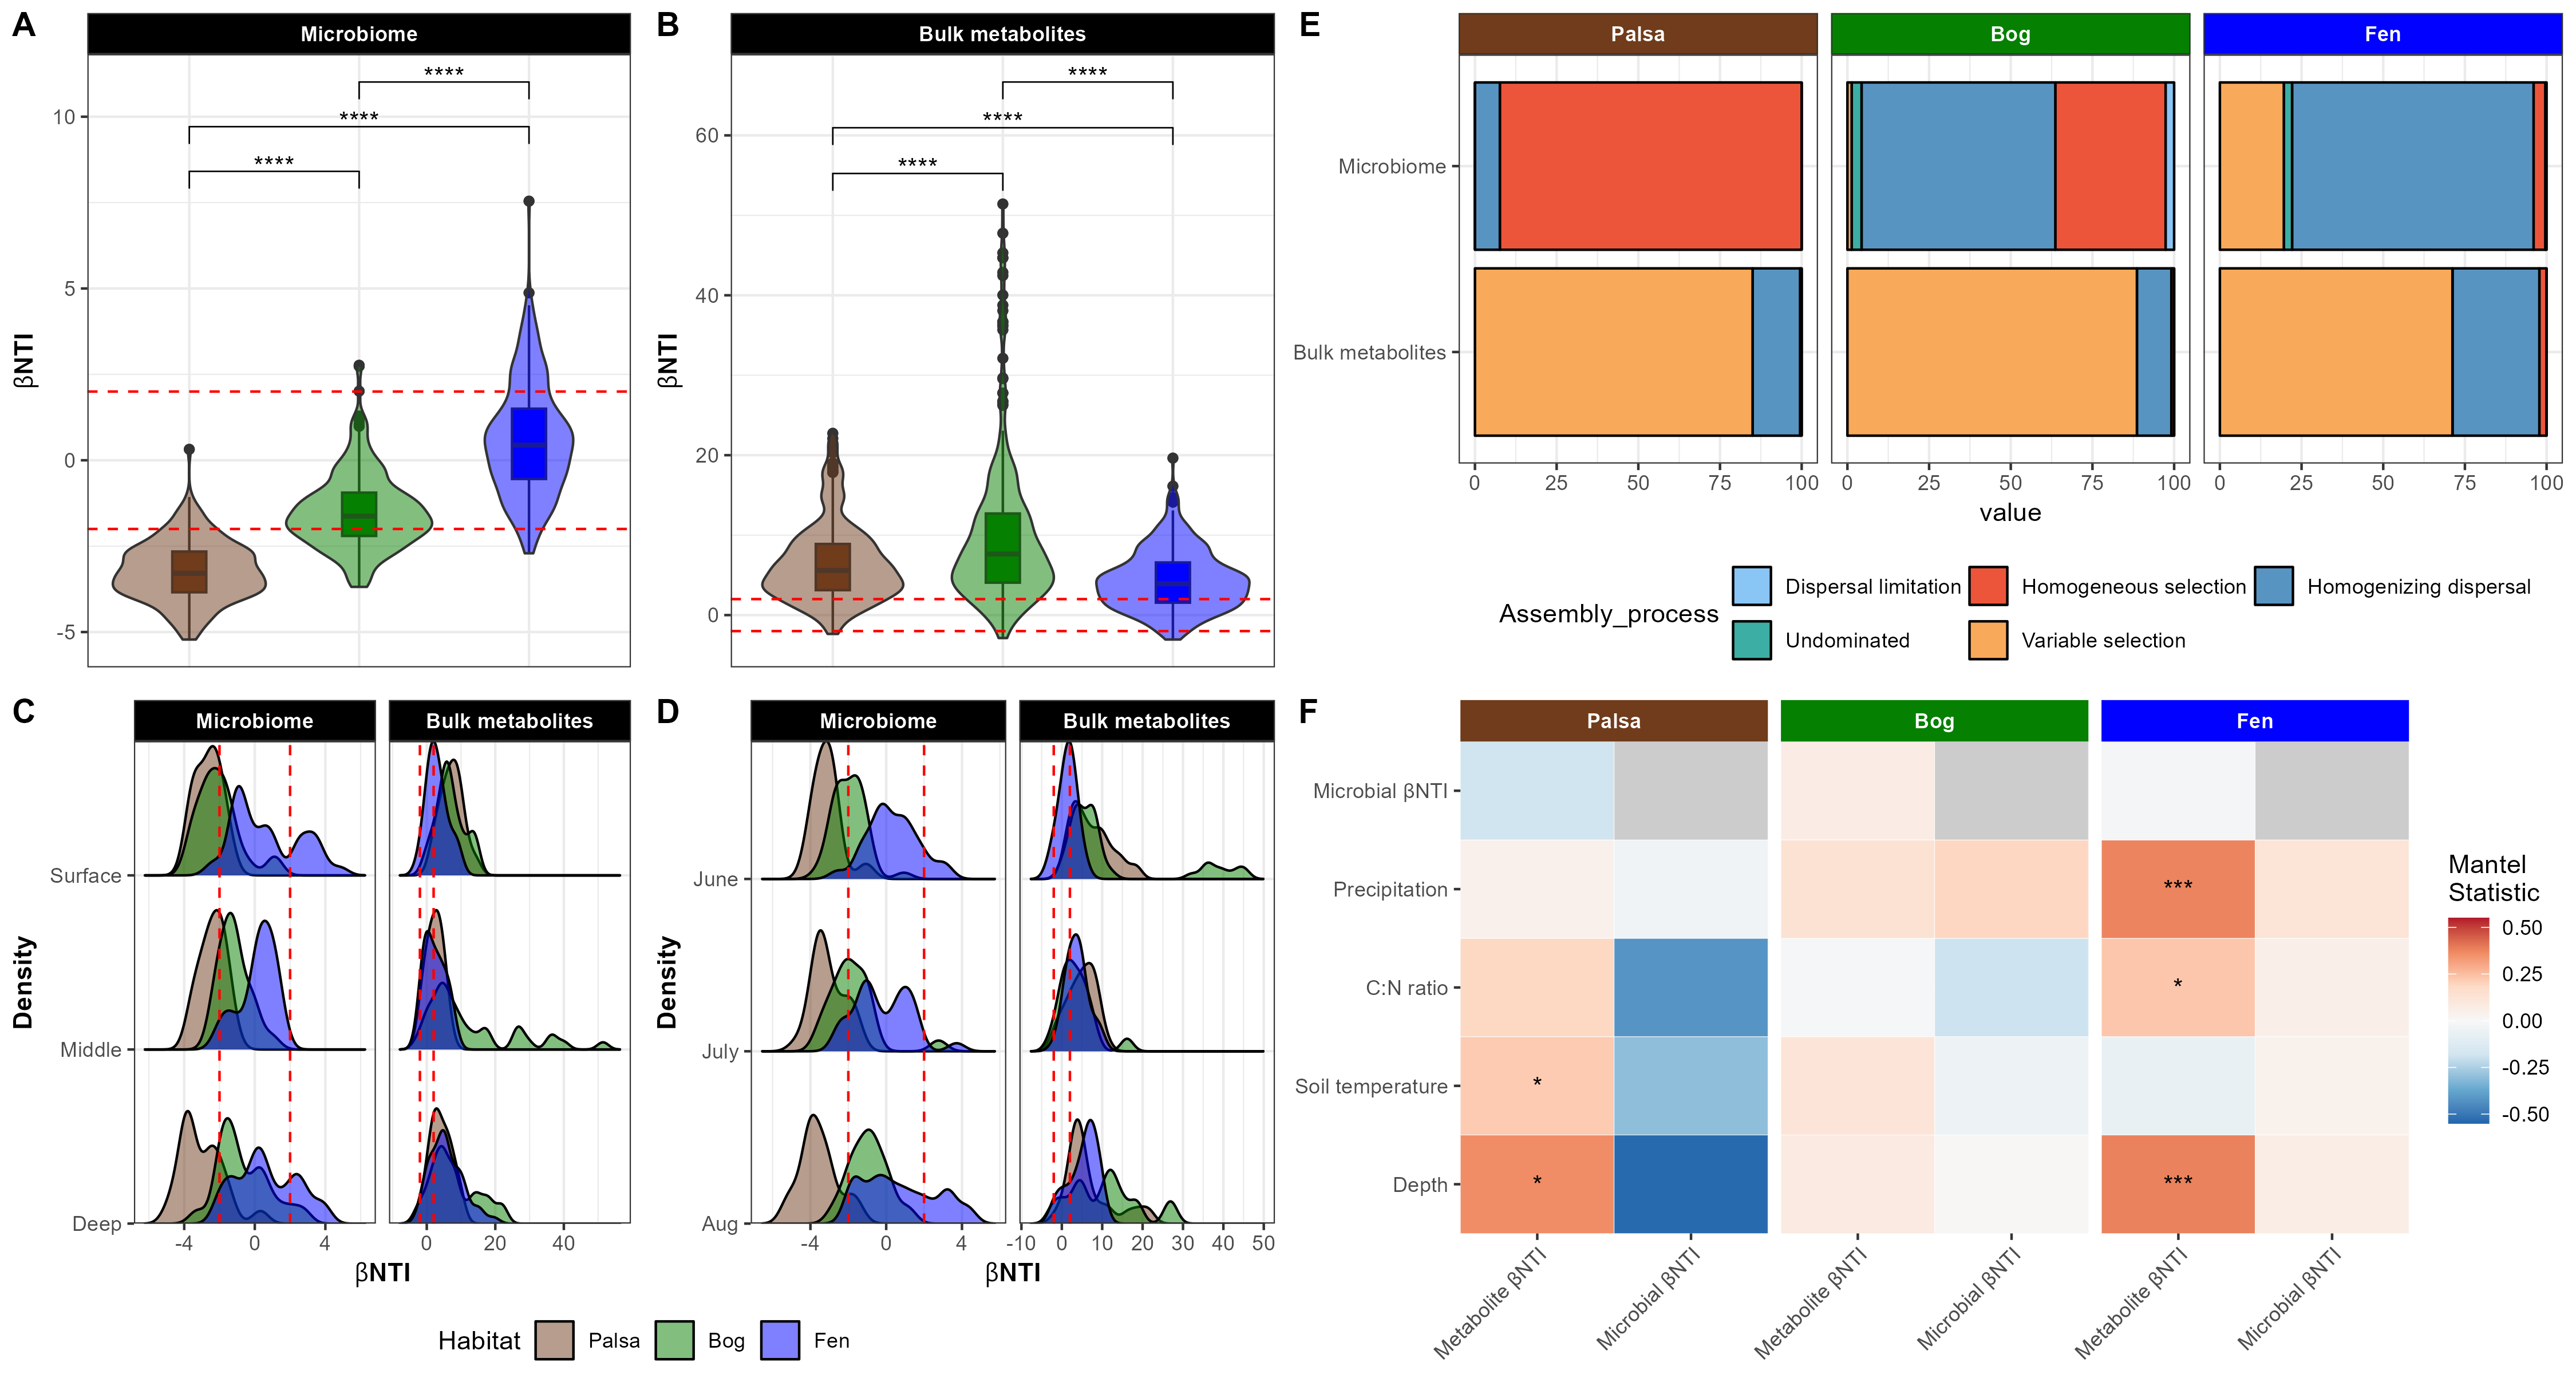 A
Microbiome
****
****
****
10
5
0
-5
βNTI
B
Bulk metabolites
****
****
****
60
40
20
0
βNTI
E
Palsa
Bog
Fen
Microbiome
Bulk metabolites
0 25 50 75 100
0 25 50 75 100
0 25 50 75 100
value
Assembly_process
Dispersal limitation
Homogeneous selection
Homogenizing dispersal
Undominated
Variable selection
C
Microbiome
Bulk metabolites
Surface
Middle
Deep
Density
-4 0 4
0 20 40
βNTI
D
Microbiome
Bulk metabolites
June
July
Aug
Density
-4 0 4
-10 0 10 20 30 40 50
βNTI
Habitat
Palsa
Bog
Fen
F
Palsa
Bog
Fen
Microbial βNTI
Precipitation
***
C:N ratio
*
Soil temperature
*
Depth
*
***
Metabolite βNTI
Microbial βNTI
Metabolite βNTI
Microbial βNTI
Metabolite βNTI
Microbial βNTI
Mantel
Statistic
0.50
0.25
0.00
-0.25
-0.50